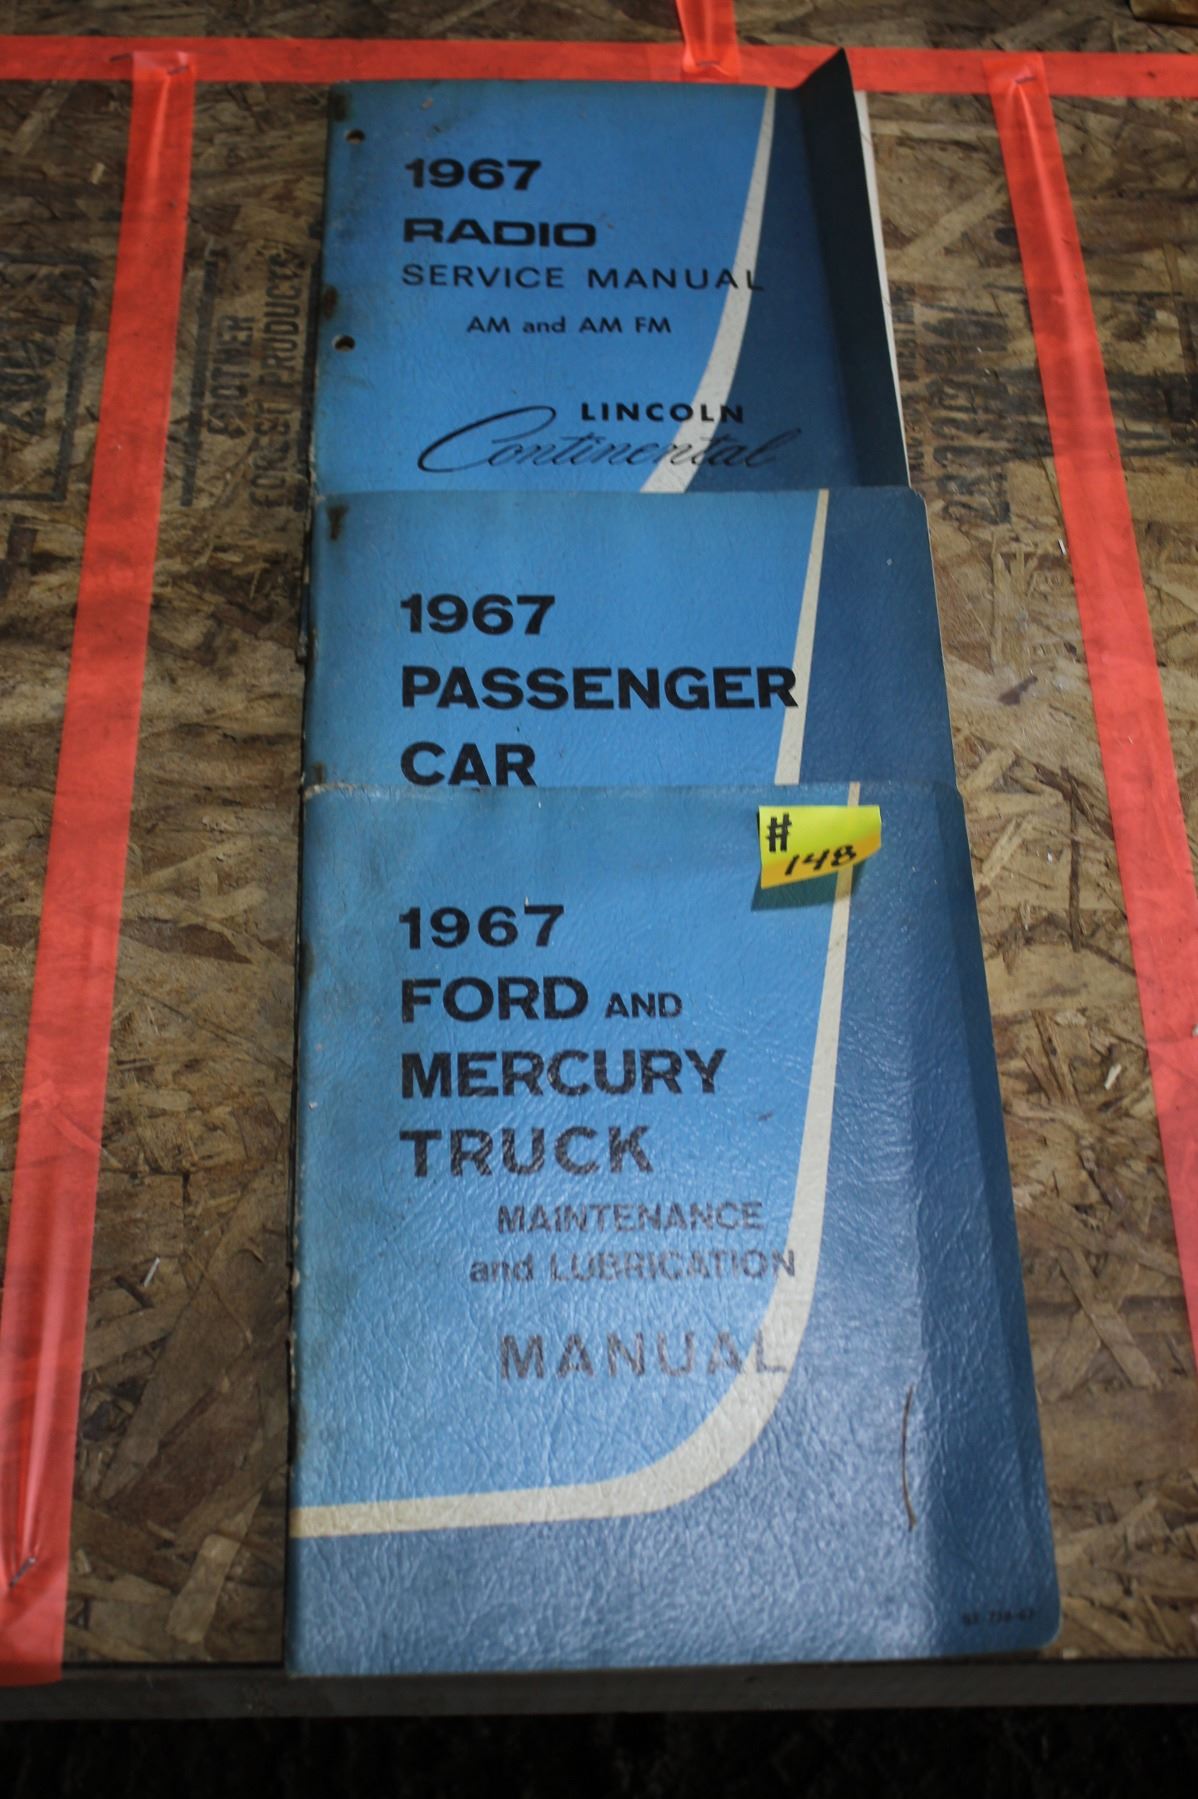 1967
RADIO
SERVICE MANUAL
AM and AM FM
LINCOLN
Continental
1967
PASSENGER
CAR
#
148
1967
FORD AND
MERCURY
TRUCK
MAINTENANCE
and LUBRICATION
MANUAL